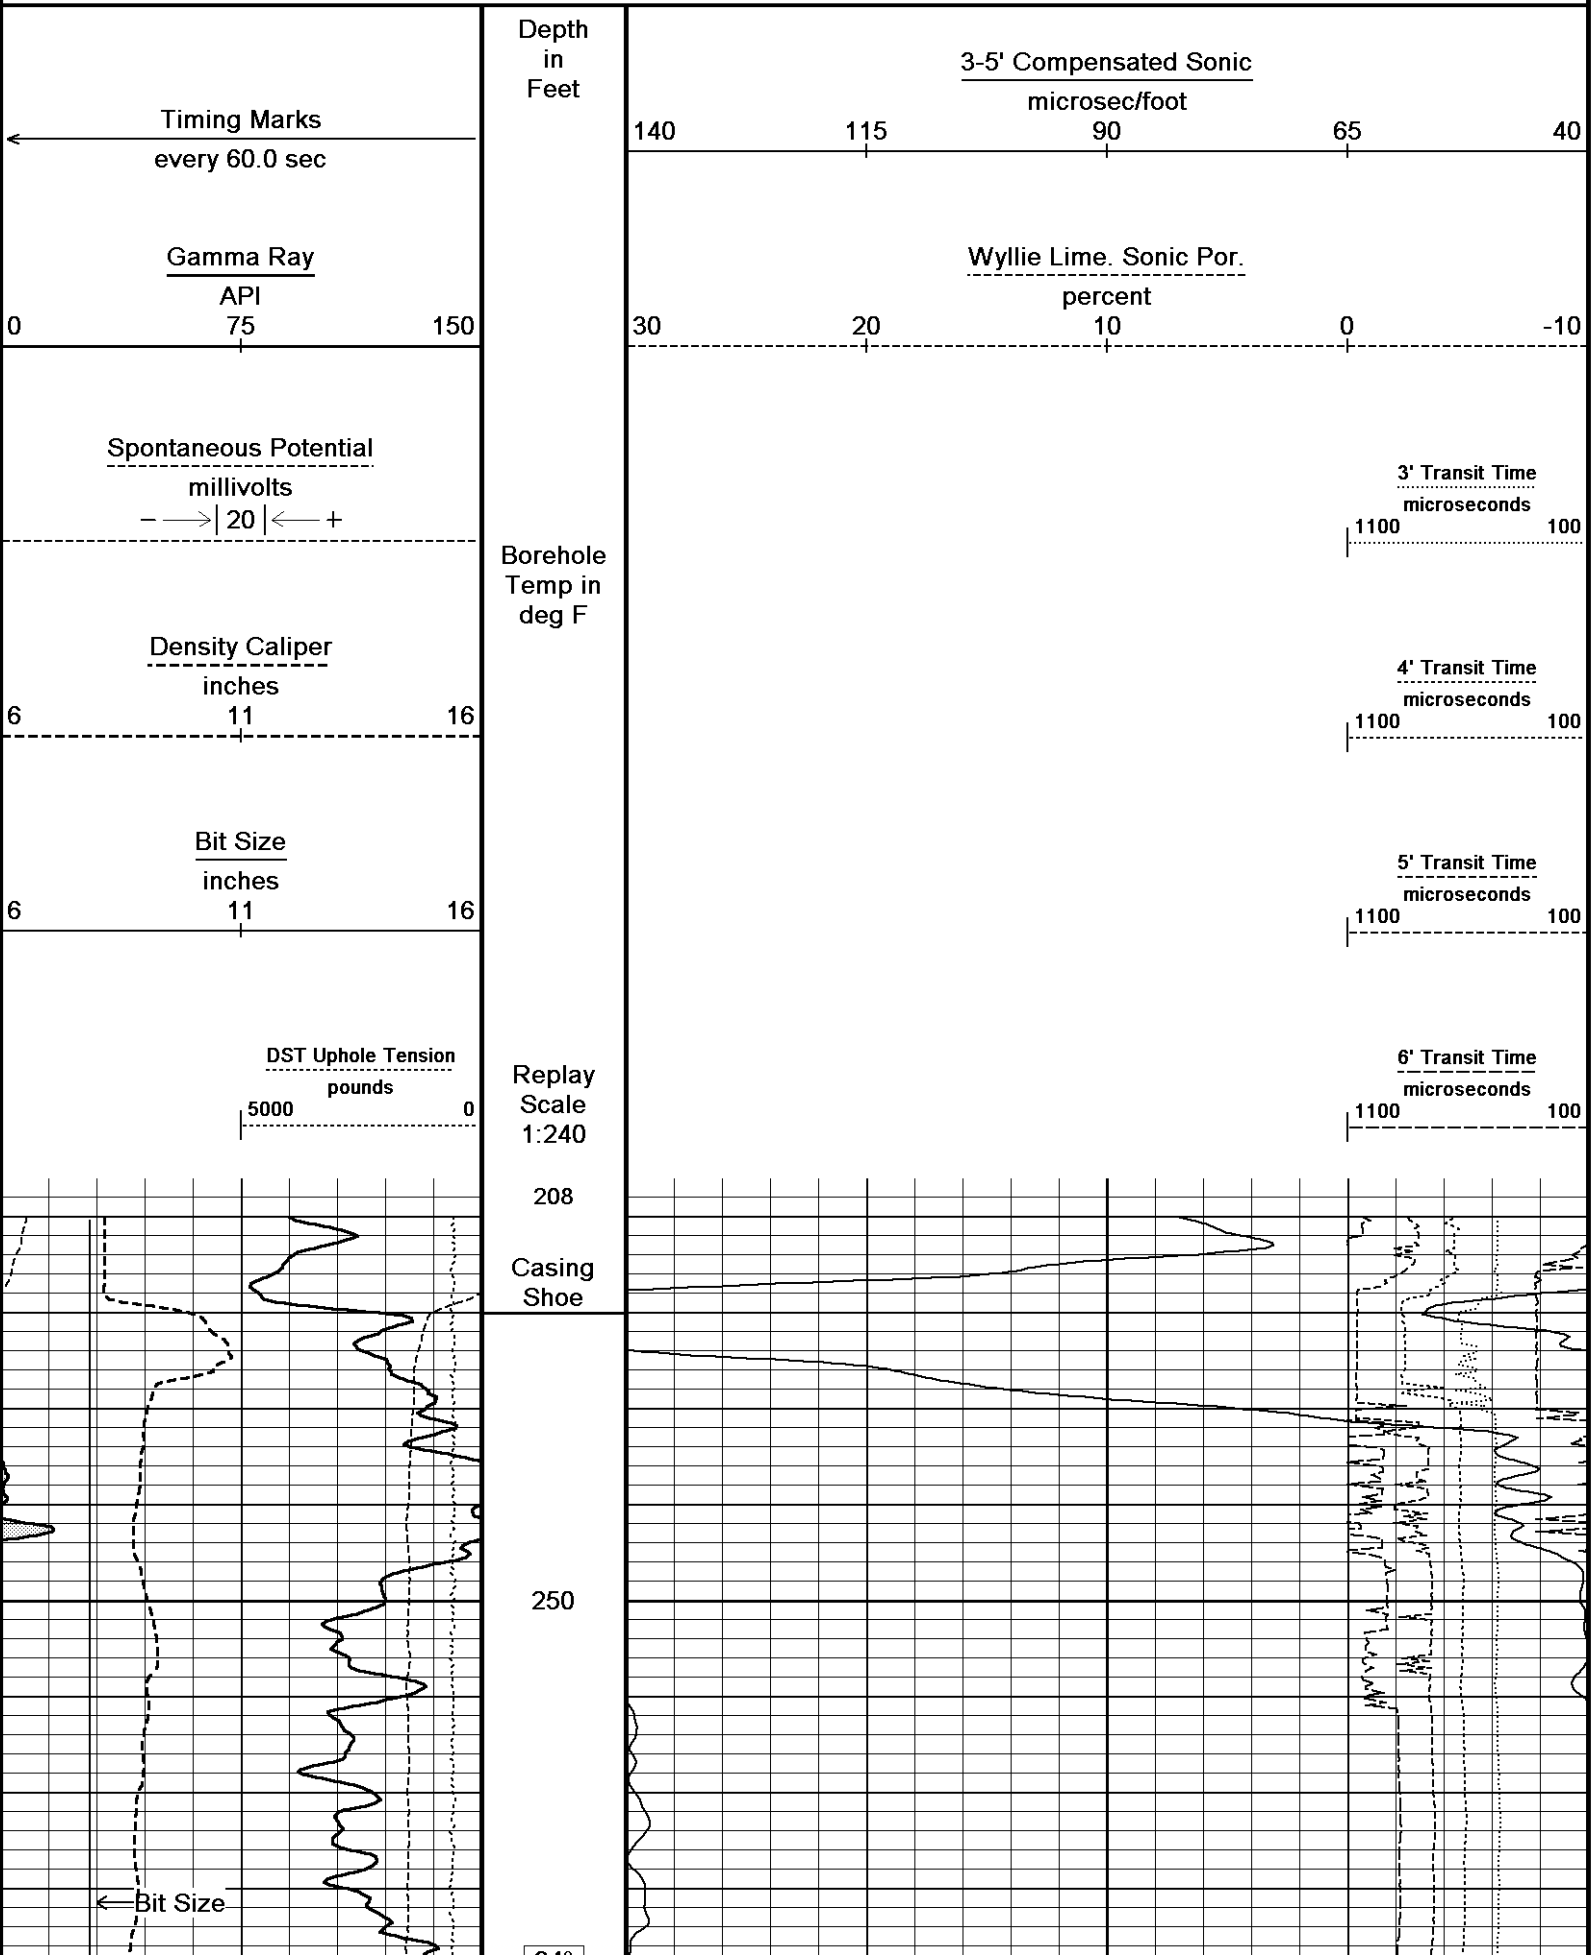 Timing Marks
every 60.0 sec
Gamma Ray
API
0 75 150
Spontaneous Potential
millivolts
− 20 +
Density Caliper
inches
6 11 16
Bit Size
inches
6 11 16
DST Uphole Tension
pounds
5000 0
Depth
in
Feet
Borehole
Temp in
deg F
Replay
Scale
1:240
208
Casing
Shoe
250
3-5' Compensated Sonic
microsec/foot
140 115 90 65 40
Wyllie Lime. Sonic Por.
percent
30 20 10 0 -10
3' Transit Time
microseconds
1100 100
4' Transit Time
microseconds
1100 100
5' Transit Time
microseconds
1100 100
6' Transit Time
microseconds
1100 100
Bit Size